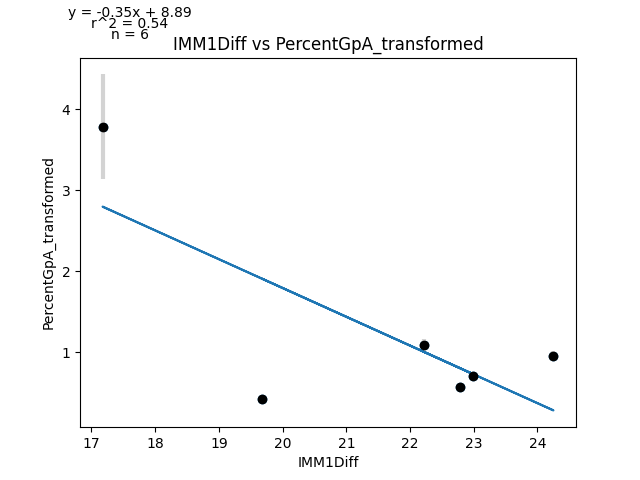 y = -0.35x + 8.89
r^2 = 0.54
n = 6
IMM1Diff vs PercentGpA_transformed
PercentGpA_transformed
4
3
2
1
17 18 19 20 21 22 23 24
IMM1Diff